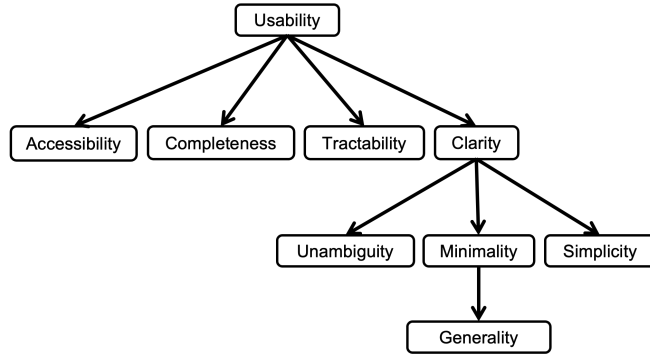 Usability
Accessibility
Completeness
Tractability
Clarity
Unambiguity
Minimality
Simplicity
Generality